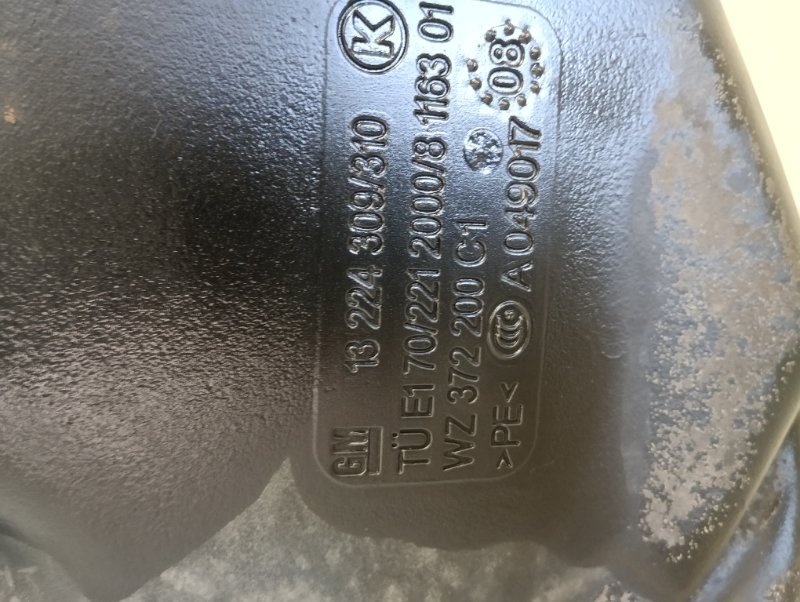 GM 13 224 309/310 K
TÜ E1 70/221 2000/8 1163 01
WZ 372 200 C1
>PE< CCC A 049017 08